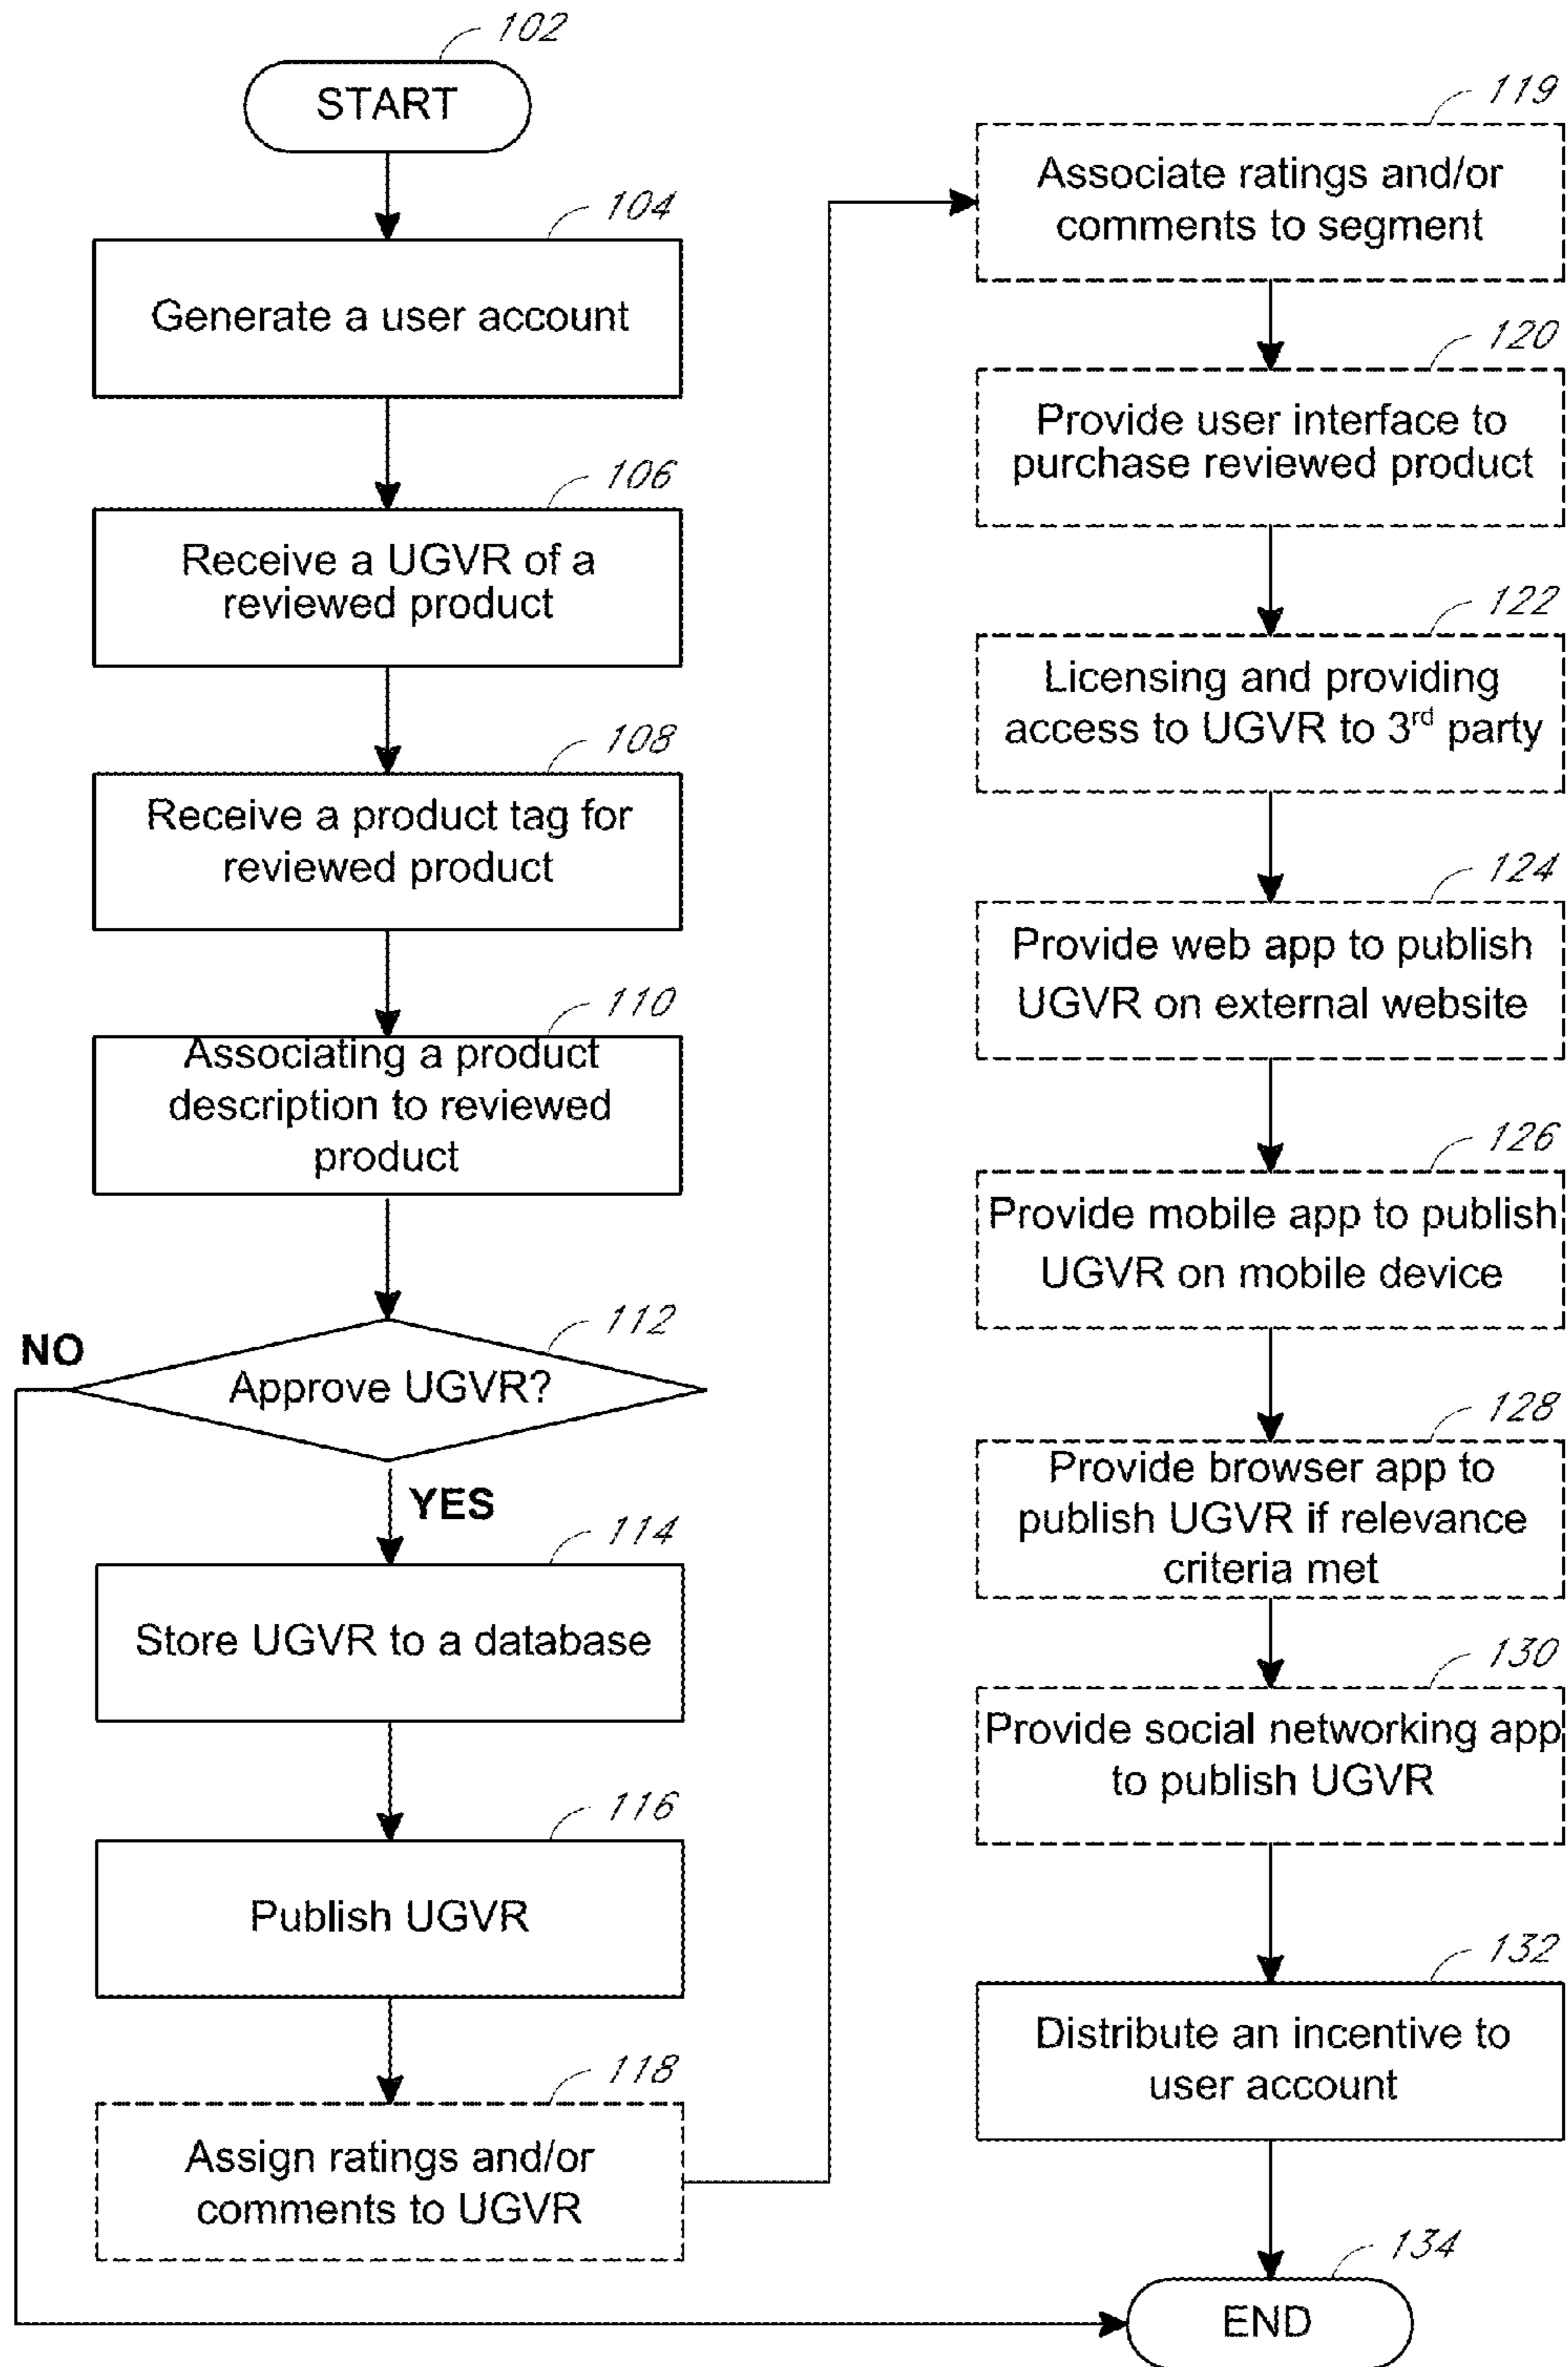 102
START
104
Generate a user account
106
Receive a UGVR of a
reviewed product
108
Receive a product tag for
reviewed product
110
Associating a product
description to reviewed
product
112
NO
Approve UGVR?
YES
114
Store UGVR to a database
116
Publish UGVR
118
Assign ratings and/or
comments to UGVR
119
Associate ratings and/or
comments to segment
120
Provide user interface to
purchase reviewed product
122
Licensing and providing
access to UGVR to 3rd party
124
Provide web app to publish
UGVR on external website
126
Provide mobile app to publish
UGVR on mobile device
128
Provide browser app to
publish UGVR if relevance
criteria met
130
Provide social networking app
to publish UGVR
132
Distribute an incentive to
user account
134
END